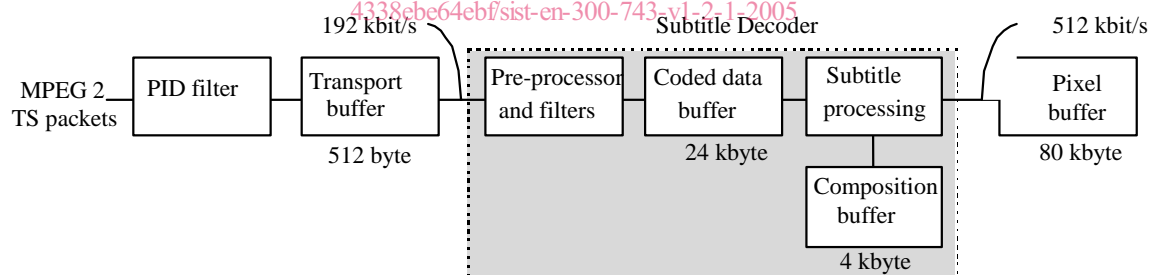 4338ebe64ebf/sist-en-300-743-v1-2-1-2005
192 kbit/s
Subtitle Decoder
512 kbit/s
MPEG 2
TS packets
PID filter
Transport
buffer
512 byte
Pre-processor
and filters
Coded data
buffer
24 kbyte
Subtitle
processing
Pixel
buffer
80 kbyte
Composition
buffer
4 kbyte